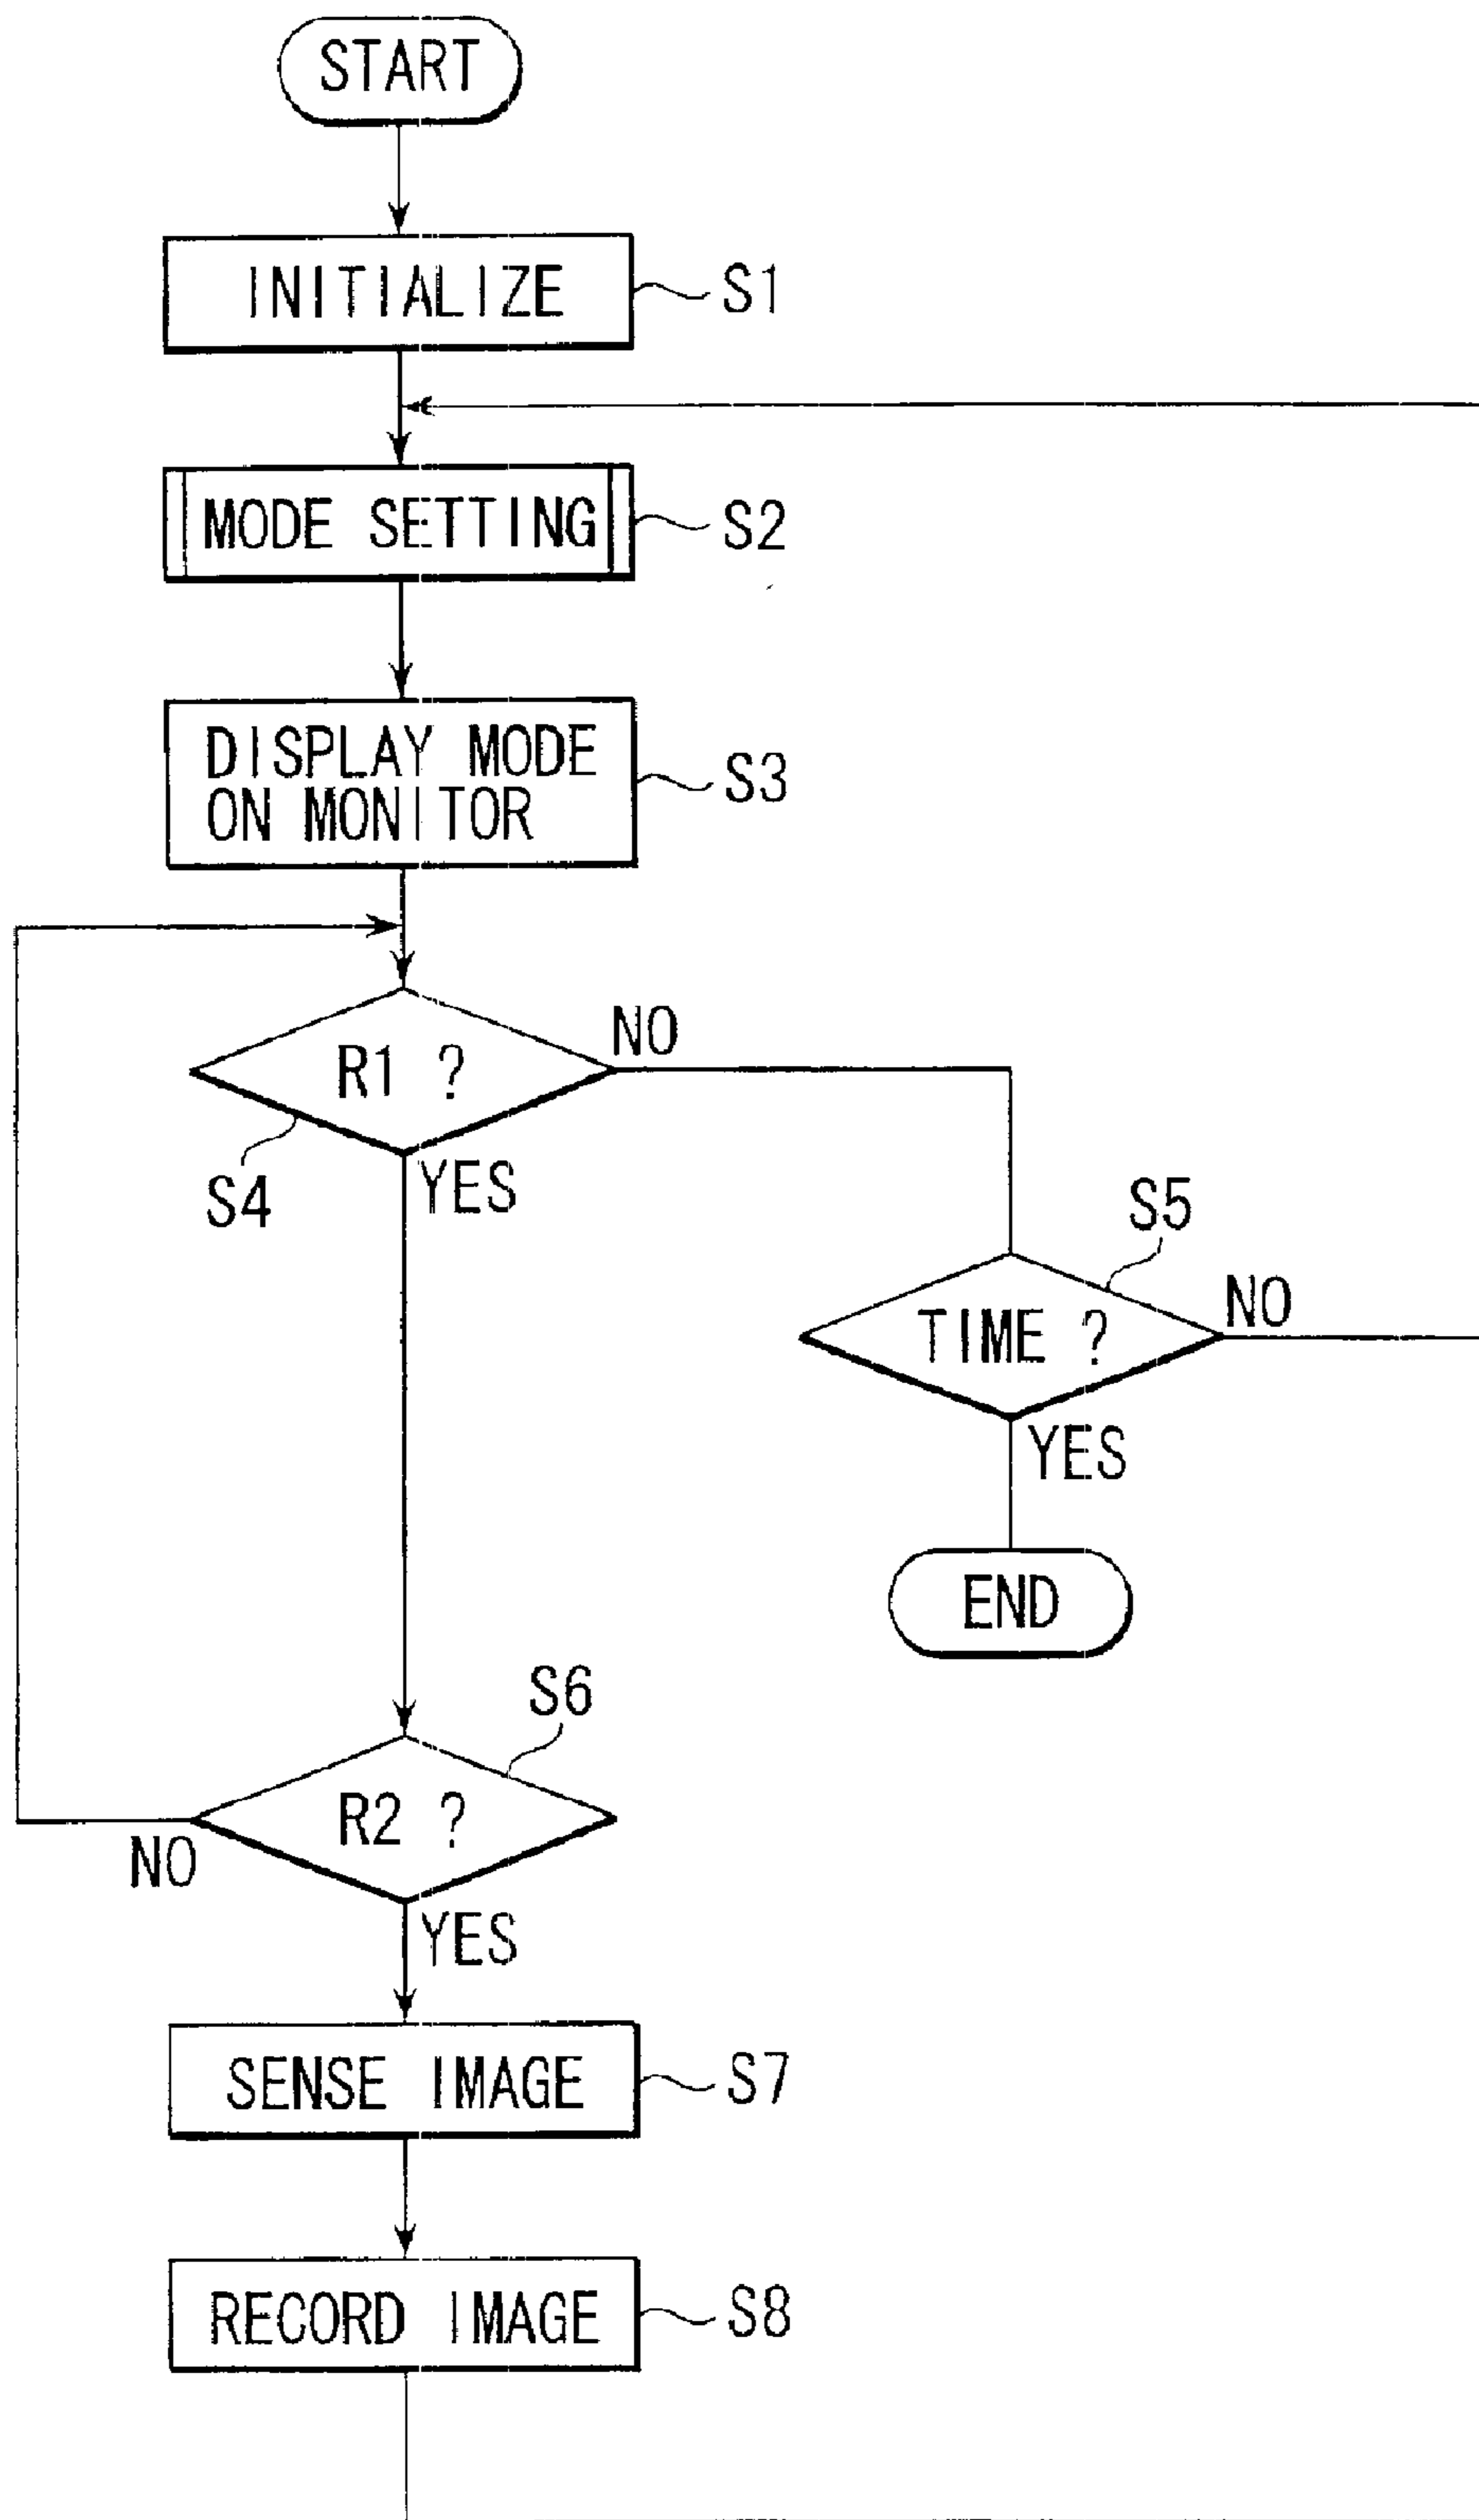 START
INITIALIZE
S1
MODE SETTING
S2
DISPLAY MODE
ON MONITOR
S3
R1 ?
NO
S4
YES
S5
TIME ?
NO
YES
END
S6
R2 ?
NO
YES
SENSE IMAGE
S7
RECORD IMAGE
S8